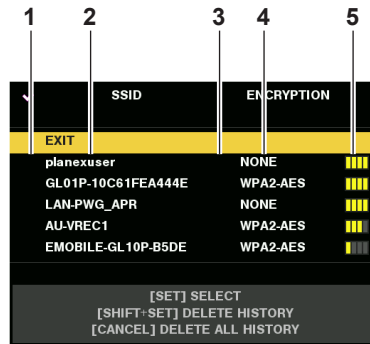 1 2 3 4 5
SSID ENCRYPTION
EXIT
planexuser NONE
GL01P-10C61FEA444E WPA2-AES
LAN-PWG_APR NONE
AU-VREC1 WPA2-AES
EMOBILE-GL10P-B5DE WPA2-AES
[SET] SELECT
[SHIFT+SET] DELETE HISTORY
[CANCEL] DELETE ALL HISTORY